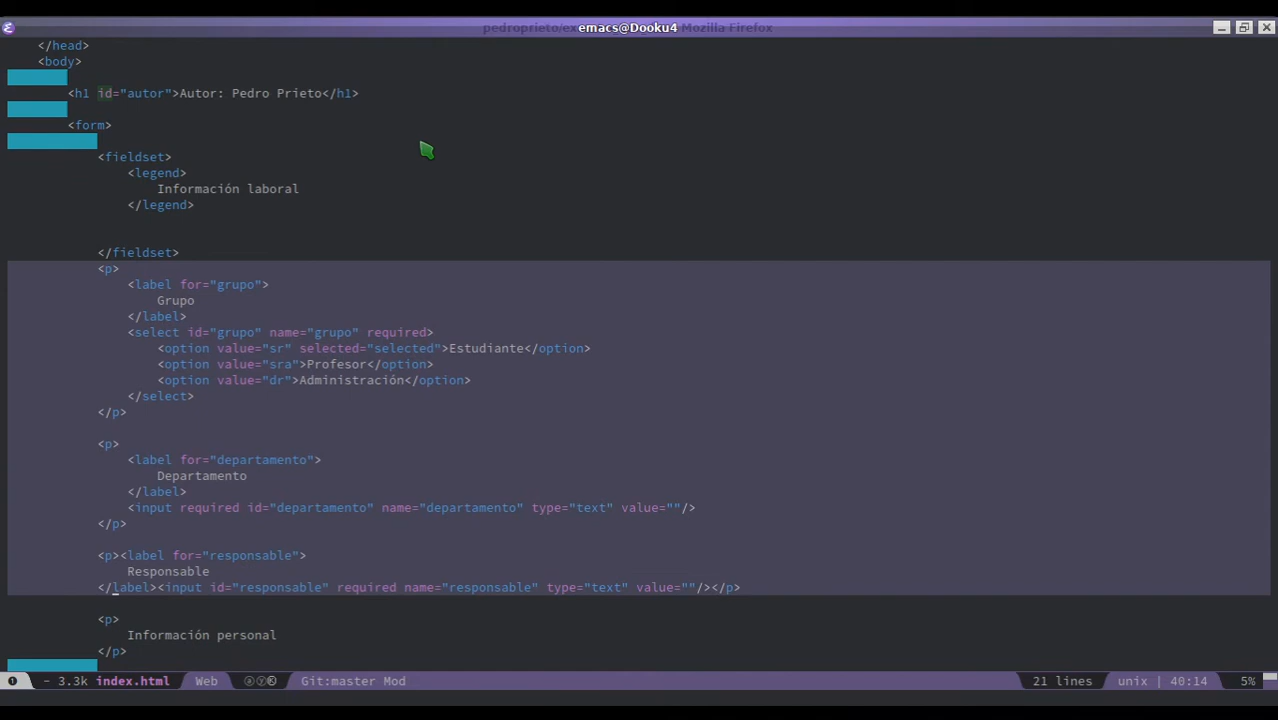 pedroprieto/ex emacs@Dooku4 Mozilla Firefox
</head>
<body>
<h1 id="autor">Autor: Pedro Prieto</h1>
<form>
<fieldset>
<legend>
Información laboral
</legend>
</fieldset>
<p>
<label for="grupo">
Grupo
</label>
<select id="grupo" name="grupo" required>
<option value="sr" selected="selected">Estudiante</option>
<option value="sra">Profesor</option>
<option value="dr">Administración</option>
</select>
</p>
<p>
<label for="departamento">
Departamento
</label>
<input required id="departamento" name="departamento" type="text" value=""/>
</p>
<p><label for="responsable">
Responsable
</label><input id="responsable" required name="responsable" type="text" value=""/></p>
<p>
Información personal
</p>
❶ - 3.3k index.html Web ⓐⓎⓀ Git:master Mod 21 lines unix | 40:14 5%